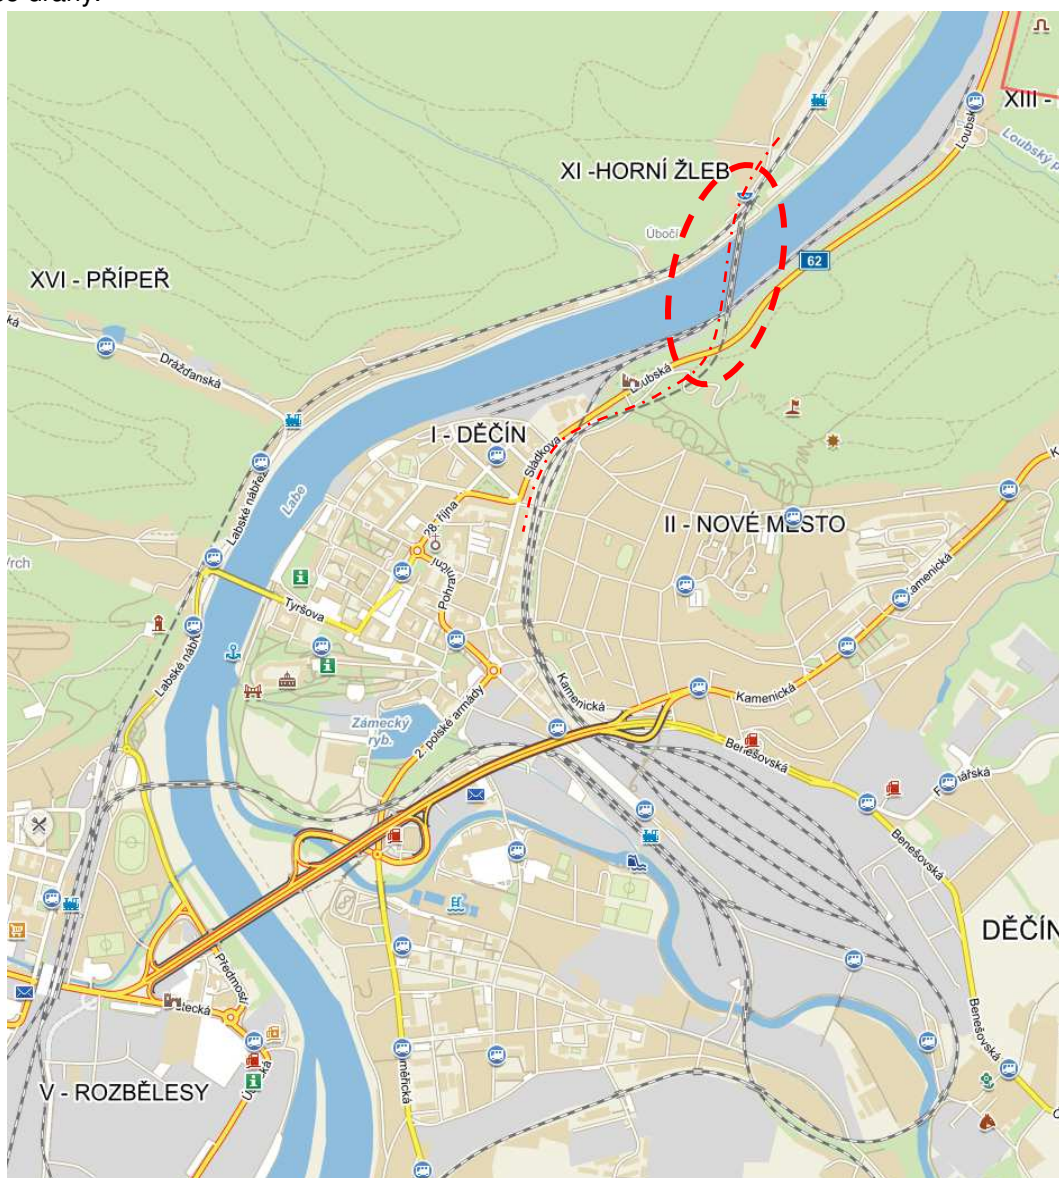 XIII -
Loubská
XI -HORNÍ ŽLEB
Úbočí
62
XVI - PŘÍPEŘ
Drážďanská
Loubská
I - DĚČÍN
Sládkova
Labe
Labské nábřež
28. října
II - NOVÉ MĚSTO
Pohraniční
Kamenická
Tyršova
Labské nábř
Kamenická
Kamenická
Zámecký
ryb.
2. polské armády
Benešovská
Benešovská
DĚČÍN
Předmostí
Benešovská
V - ROZBĚLESY